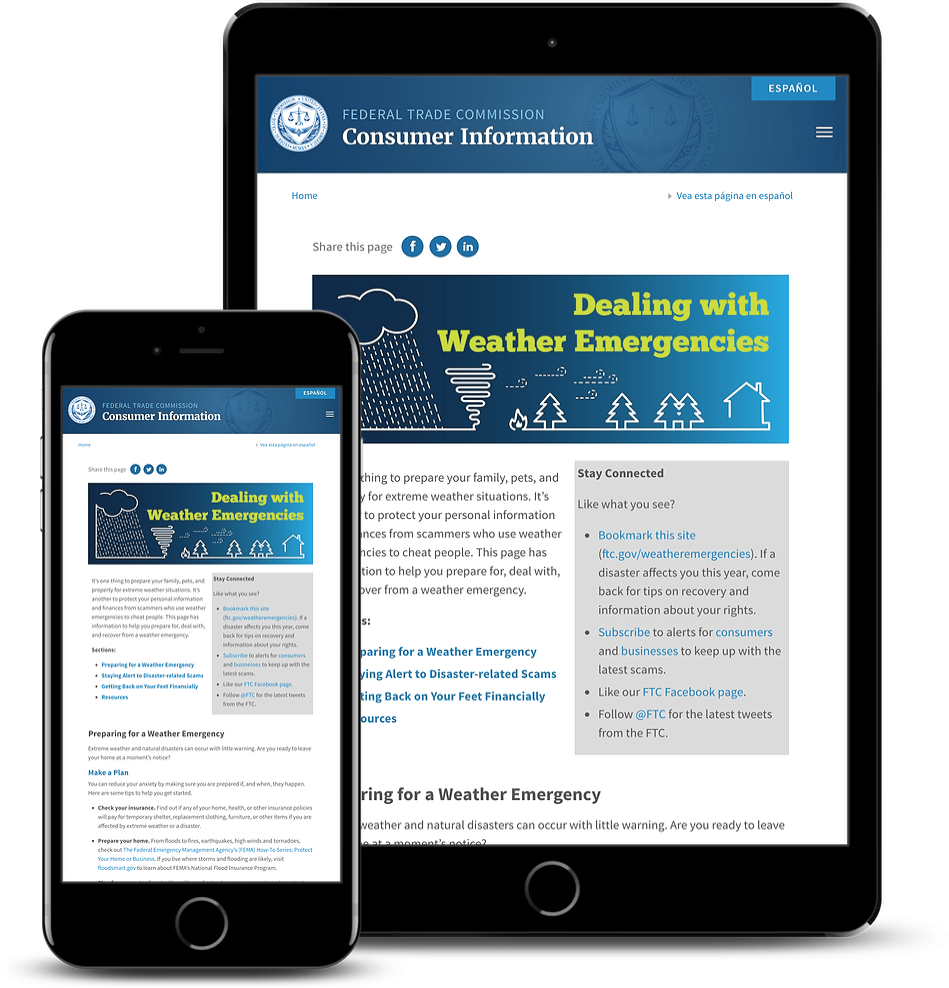 ESPAÑOL
FEDERAL TRADE COMMISSION
Consumer Information
Home
Vea esta página en español
Share this page
Dealing with
Weather Emergencies
thing to prepare your family, pets, and
y for extreme weather situations. It's
to protect your personal information
nces from scammers who use weather
ncies to cheat people. This page has
tion to help you prepare for, deal with,
over from a weather emergency.
s:
paring for a Weather Emergency
ying Alert to Disaster-related Scams
ting Back on Your Feet Financially
ources
Stay Connected
Like what you see?
Bookmark this site
(ftc.gov/weatheremergencies). If a
disaster affects you this year, come
back for tips on recovery and
information about your rights.
Subscribe to alerts for consumers
and businesses to keep up with the
latest scams.
Like our FTC Facebook page.
Follow @FTC for the latest tweets
from the FTC.
ring for a Weather Emergency
weather and natural disasters can occur with little warning. Are you ready to leave
e at a moment's notice?
ESPAÑOL
FEDERAL TRADE COMMISSION
Consumer Information
Home
Vea esta página en español
Share this page
Dealing with
Weather Emergencies
It's one thing to prepare your family, pets, and
property for extreme weather situations. It's
another to protect your personal information
and finances from scammers who use weather
emergencies to cheat people. This page has
information to help you prepare for, deal with,
and recover from a weather emergency.
Sections:
Preparing for a Weather Emergency
Staying Alert to Disaster-related Scams
Getting Back on Your Feet Financially
Resources
Stay Connected
Like what you see?
Bookmark this site
(ftc.gov/weatheremergencies). If a
disaster affects you this year, come
back for tips on recovery and
information about your rights.
Subscribe to alerts for consumers
and businesses to keep up with the
latest scams.
Like our FTC Facebook page.
Follow @FTC for the latest tweets
from the FTC.
Preparing for a Weather Emergency
Extreme weather and natural disasters can occur with little warning. Are you ready to leave
your home at a moment's notice?
Make a Plan
You can reduce your anxiety by making sure you are prepared if, and when, they happen.
Here are some tips to help you get started.
Check your insurance. Find out if any of your home, health, or other insurance policies
will pay for temporary shelter, replacement clothing, furniture, or other items if you are
affected by extreme weather or a disaster.
Prepare your home. From floods to fires, earthquakes, high winds and tornadoes,
check out The Federal Emergency Management Agency's (FEMA) How-To Series: Protect
Your Home or Business. If you live where storms and flooding are likely, visit
floodsmart.gov to learn about FEMA's National Flood Insurance Program.